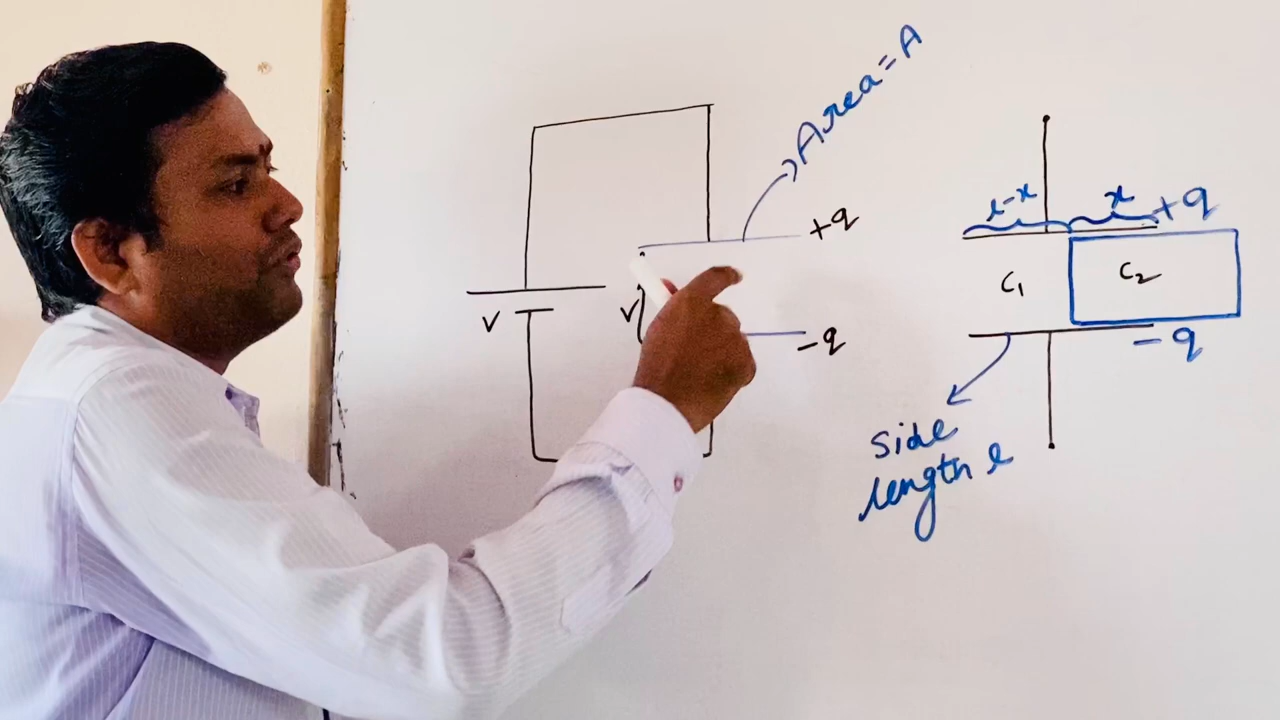 Area = A
+q
V
V
-q
l-x
x
+q
C1
C2
-q
side
length l